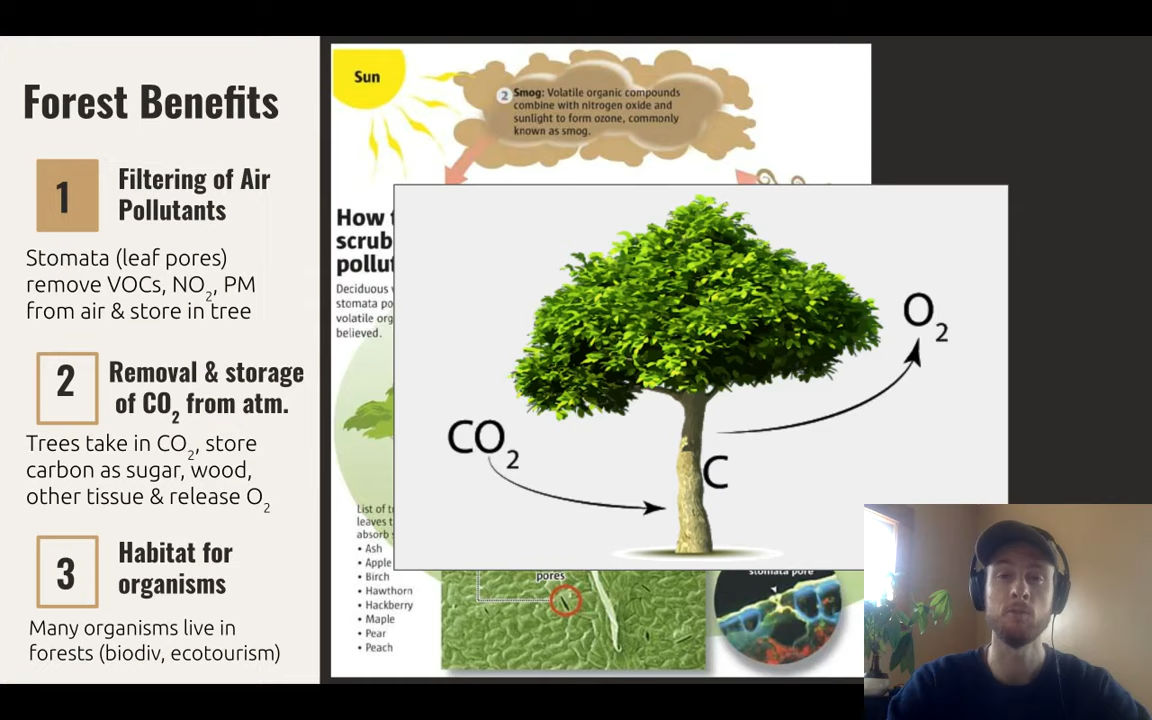 Forest Benefits
1
Filtering of Air
Pollutants
Stomata (leaf pores)
remove VOCs, NO2, PM
from air & store in tree
2
Removal & storage
of CO2 from atm.
Trees take in CO2, store
carbon as sugar, wood,
other tissue & release O2
3
Habitat for
organisms
Many organisms live in
forests (biodiv, ecotourism)
Sun
2
Smog: Volatile organic compounds
combine with nitrogen oxide and
sunlight to form ozone, commonly
known as smog.
How
scrub
pollut
Deciduous
stomata po
volatile org
believed.
CO2
C
O2
List of
leaves
absorb
• Ash
• Apple
• Birch
• Hawthorn
• Hackberry
• Maple
• Pear
• Peach
pores
stomata pore